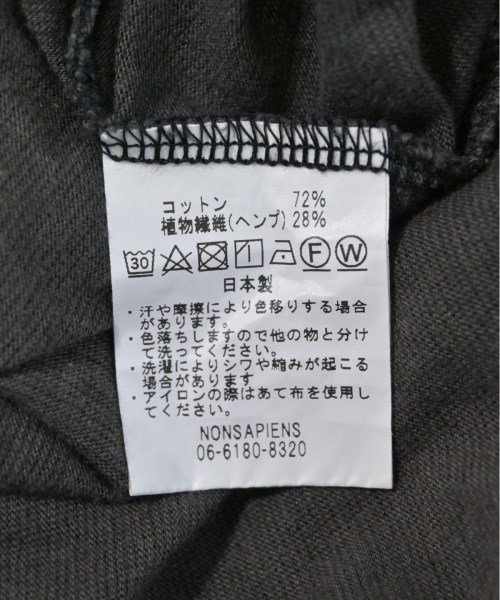 コットン 72%
植物繊維(ヘンプ) 28%
30 F W
日本製
・汗や摩擦により色移りする場合
があります。
・色落ちしますので他の物と分け
て洗ってください。
・洗濯によりシワや縮みが起こる
場合があります
・アイロンの際はあて布を使用し
てください。
NONSAPIENS
06-6180-8320